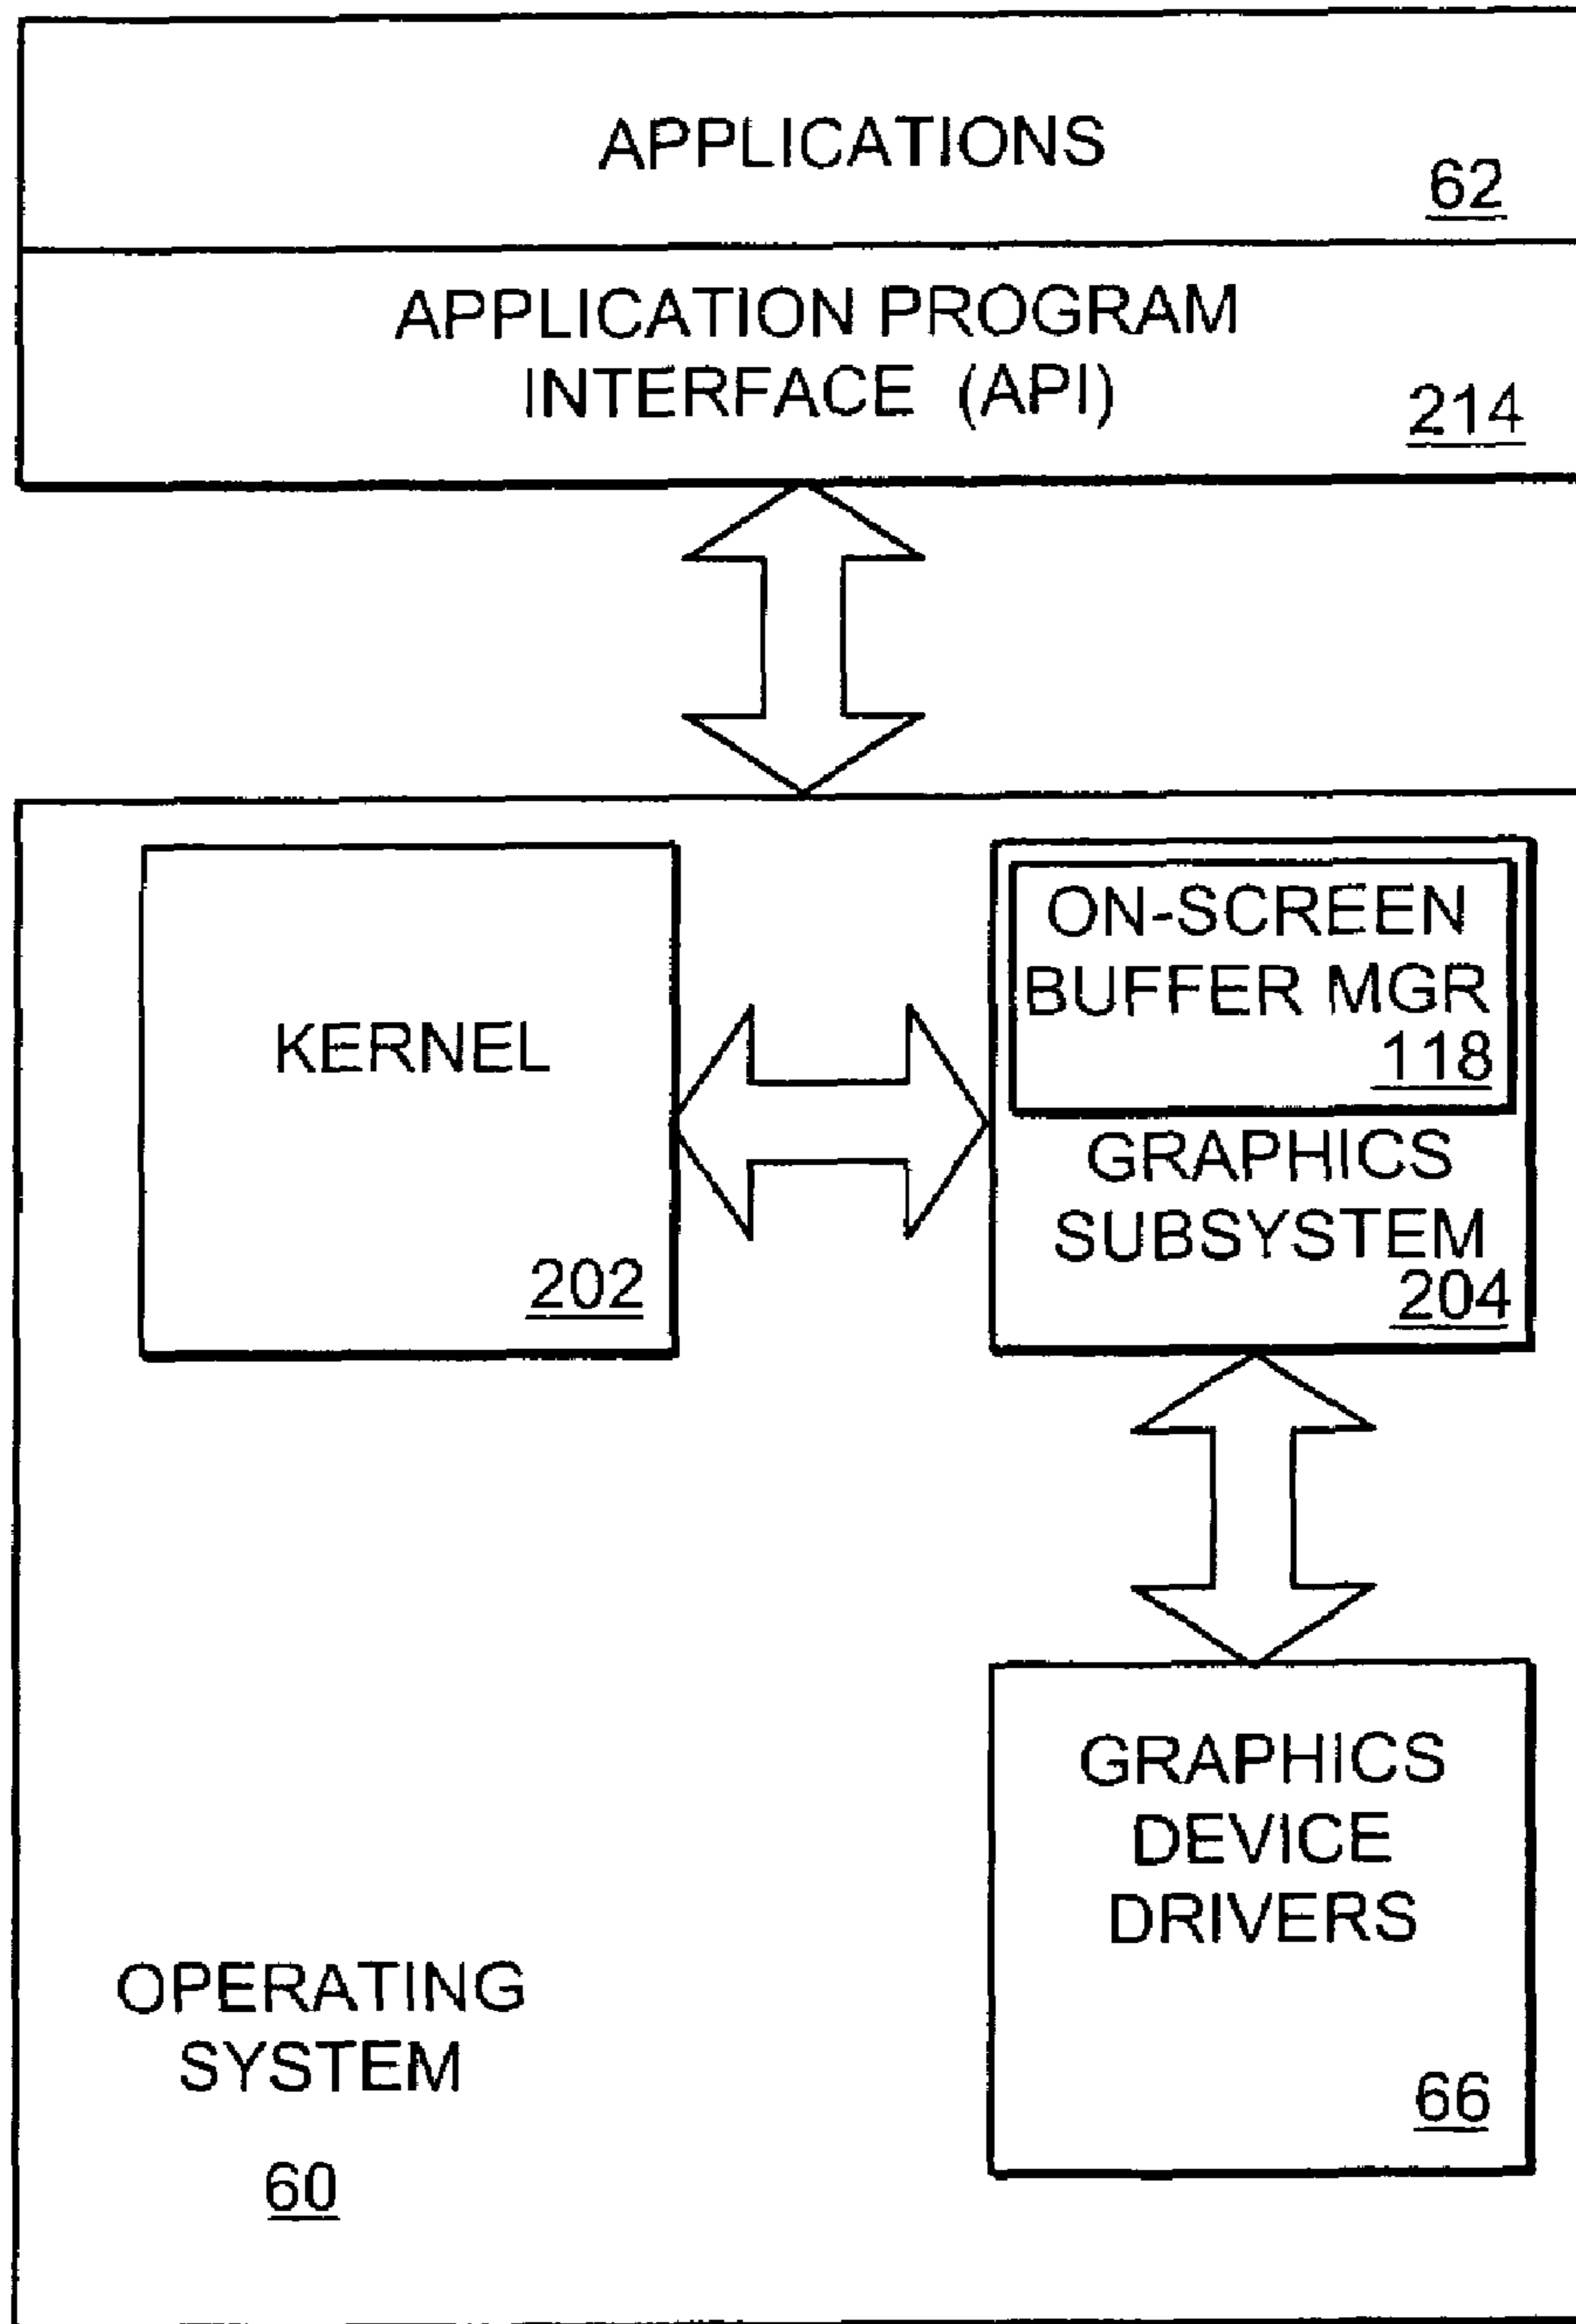 APPLICATIONS
62
APPLICATION PROGRAM
INTERFACE (API)
214
KERNEL
202
ON-SCREEN
BUFFER MGR
118
GRAPHICS
SUBSYSTEM
204
GRAPHICS
DEVICE
DRIVERS
66
OPERATING
SYSTEM
60